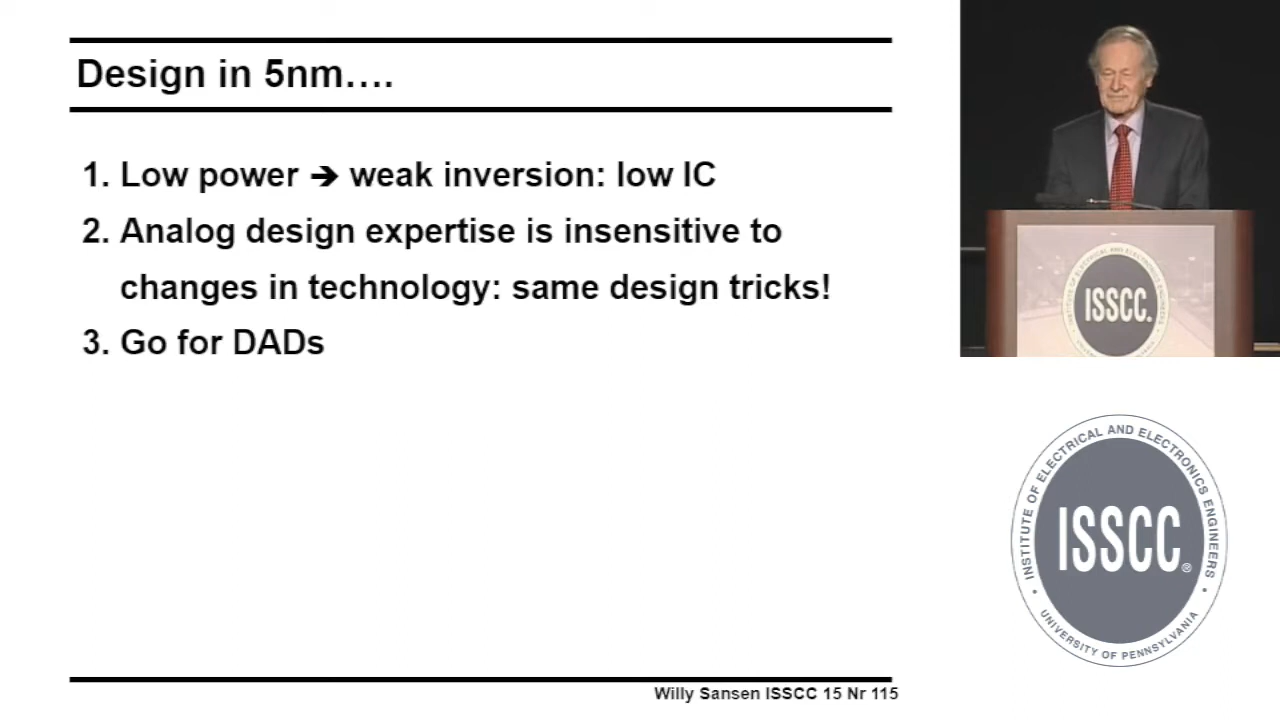 Design in 5nm....
1. Low power ➔ weak inversion: low IC
2. Analog design expertise is insensitive to
changes in technology: same design tricks!
3. Go for DADs
ISSCC.
INSTITUTE OF ELECTRICAL AND ELECTRONICS ENGINEERS
ISSCC®
UNIVERSITY OF PENNSYLVANIA
Willy Sansen ISSCC 15 Nr 115